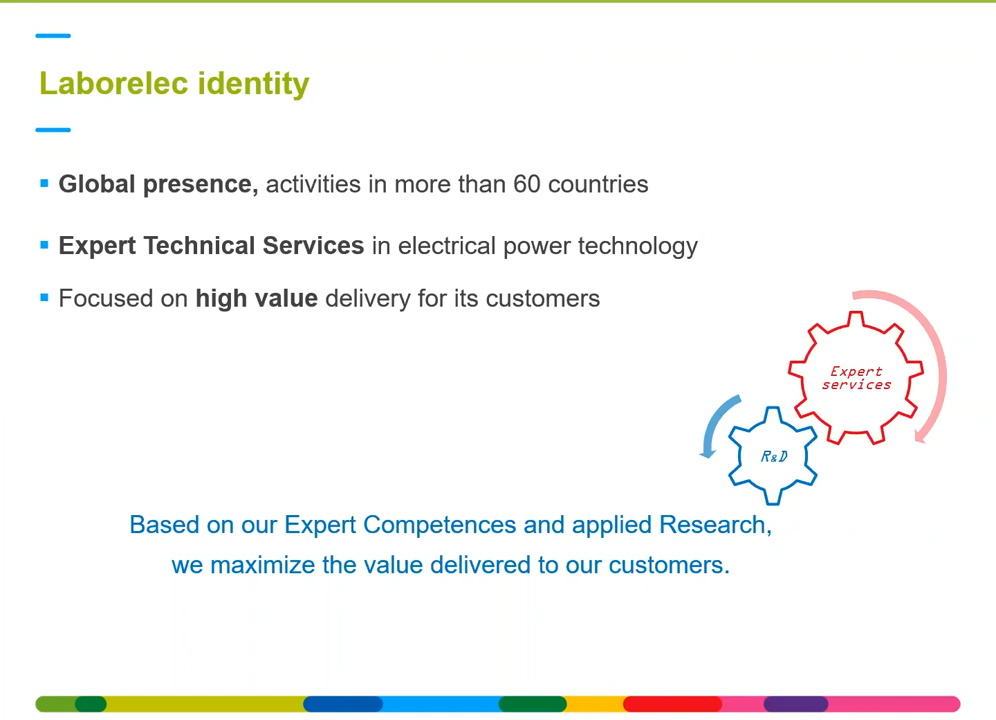 Laborelec identity
Global presence, activities in more than 60 countries
Expert Technical Services in electrical power technology
Focused on high value delivery for its customers
Expert
services
R&D
Based on our Expert Competences and applied Research,
we maximize the value delivered to our customers.